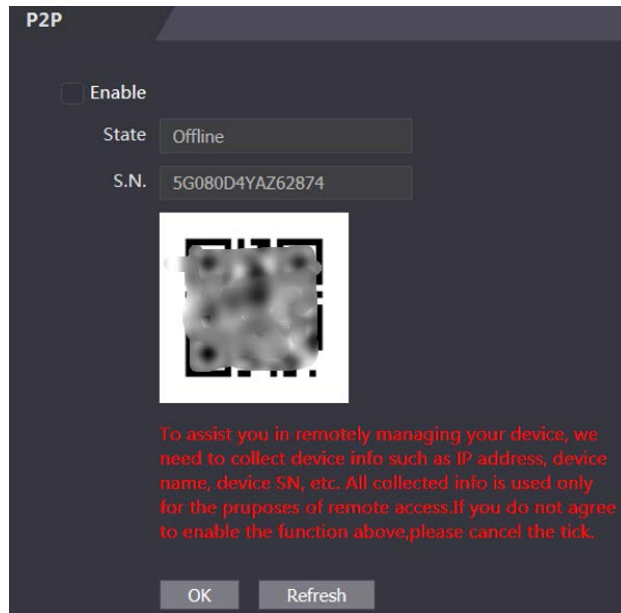 P2P
Enable
State Offline
S.N. 5G080D4YAZ62874
To assist you in remotely managing your device, we
need to collect device info such as IP address, device
name, device SN, etc. All collected info is used only
for the pruposes of remote access.If you do not agree
to enable the function above,please cancel the tick.
OK Refresh